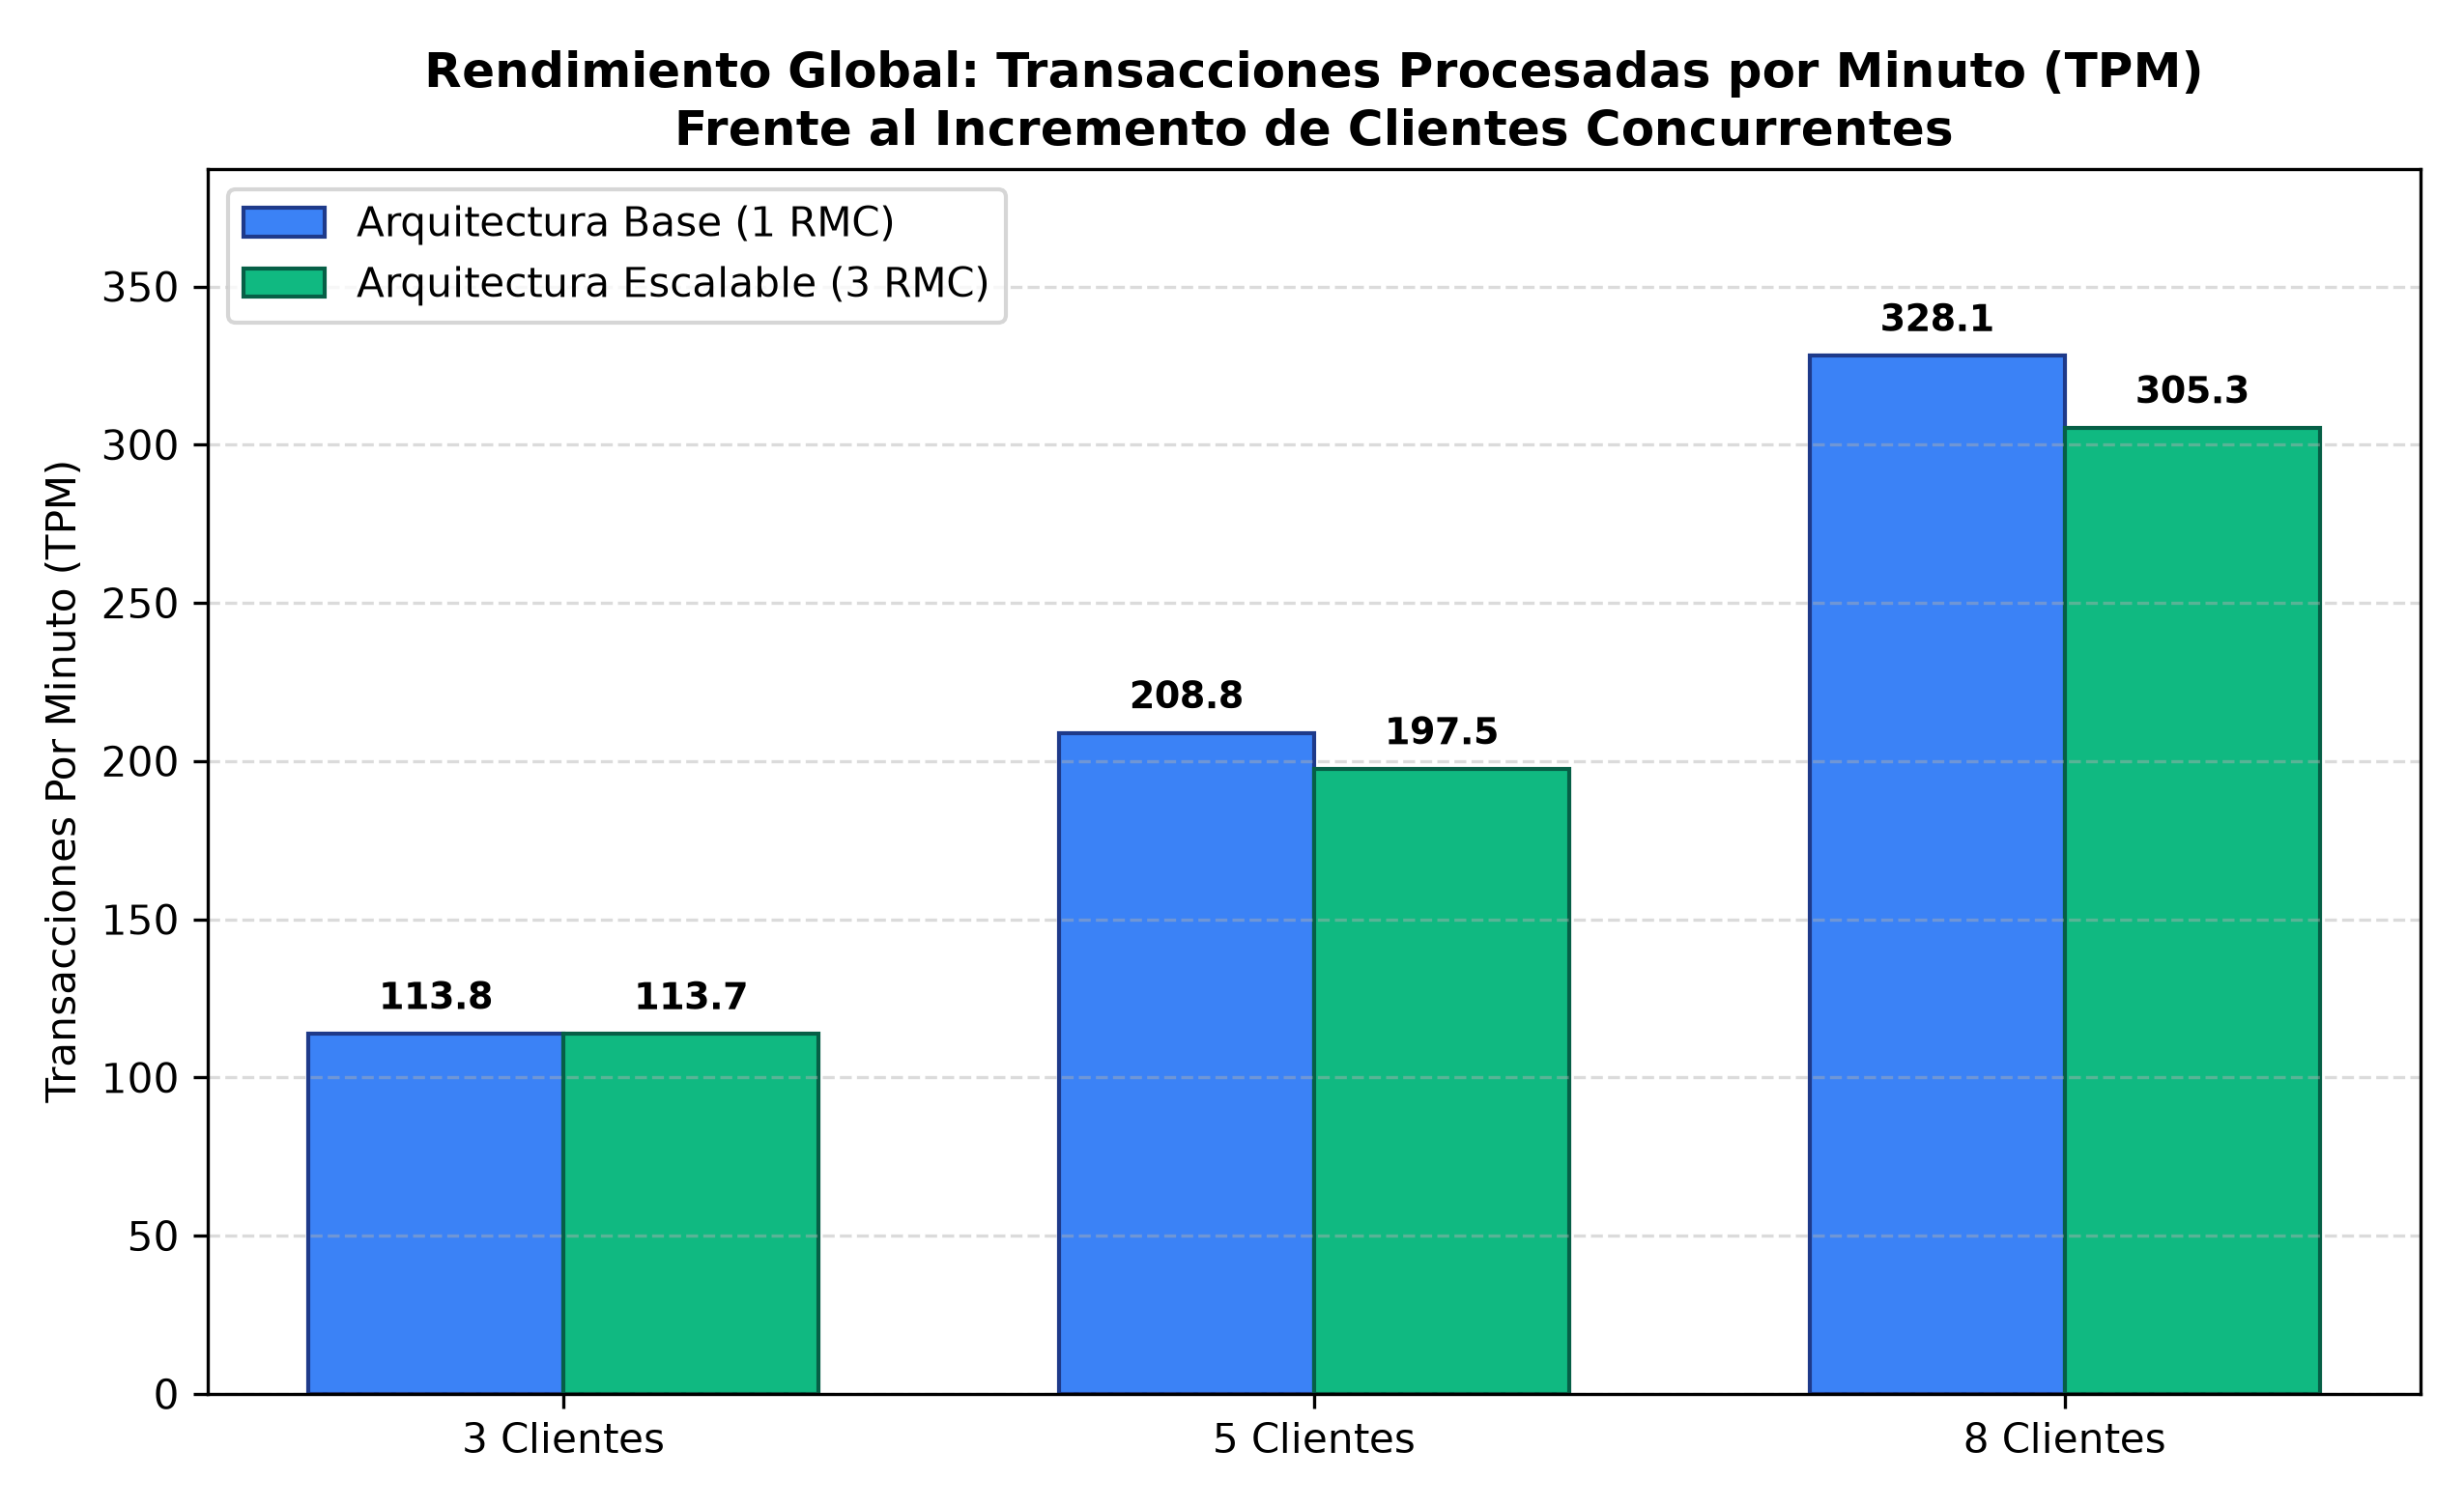 Rendimiento Global: Transacciones Procesadas por Minuto (TPM)
Frente al Incremento de Clientes Concurrentes
Arquitectura Base (1 RMC)
Arquitectura Escalable (3 RMC)
Transacciones Por Minuto (TPM)
350
300
250
200
150
100
50
0
113.8
113.7
208.8
197.5
328.1
305.3
3 Clientes
5 Clientes
8 Clientes